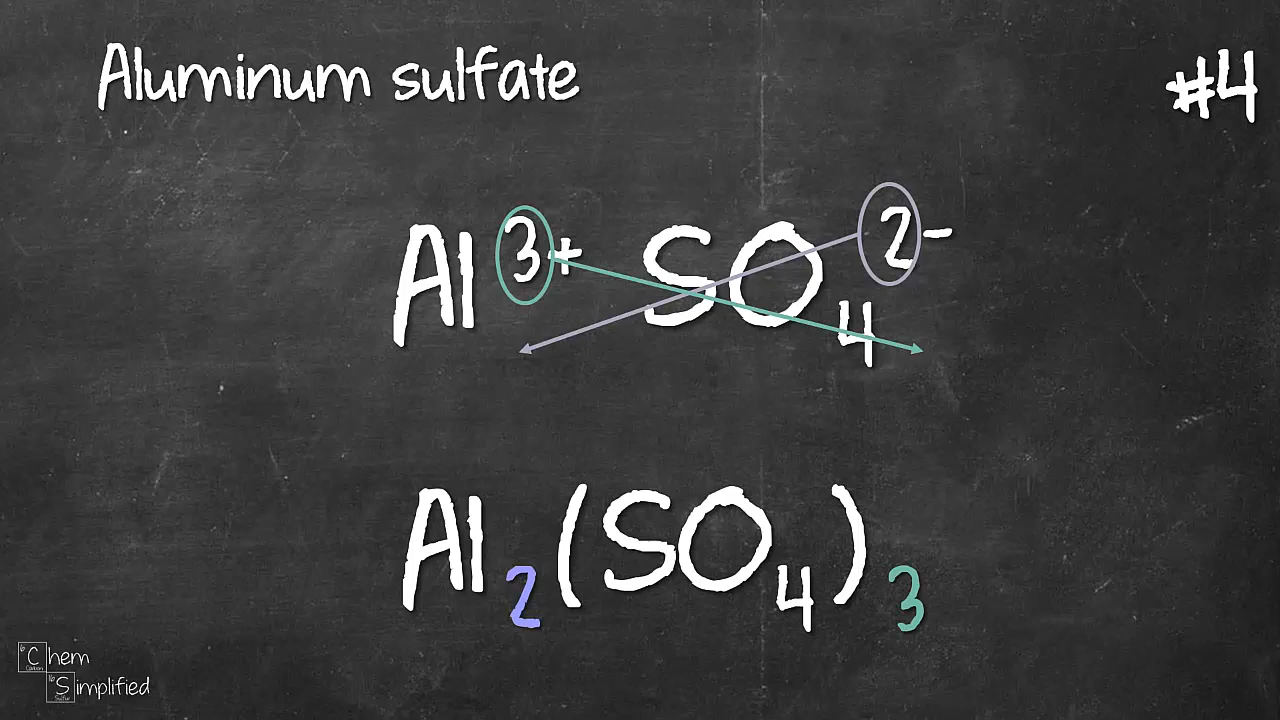 Aluminum sulfate
#4
Al³⁺ SO₄²⁻
Al₂(SO₄)₃
Chem
Simplified